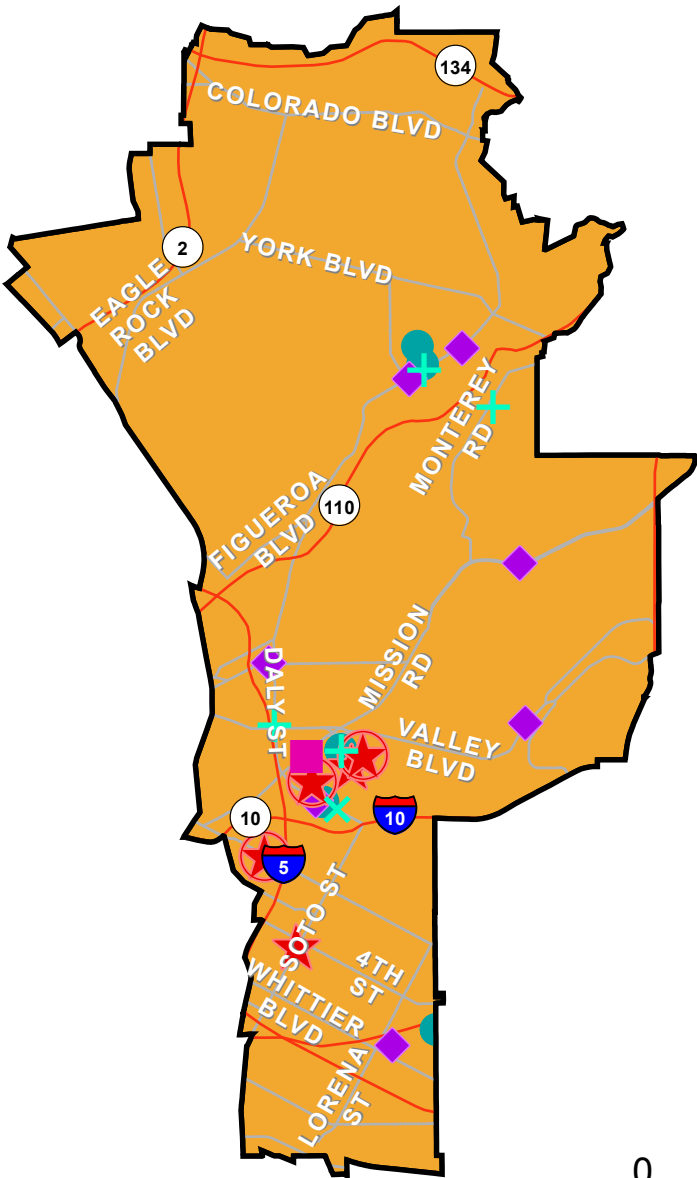 134
COLORADO BLVD
2
YORK BLVD
EAGLE
ROCK
BLVD
MONTEREY
RD
FIGUEROA
BLVD
110
MISSION
RD
DALY ST
VALLEY
BLVD
10
10
5
SOTO ST
4TH
ST
WHITTIER
BLVD
LORENA
ST
0